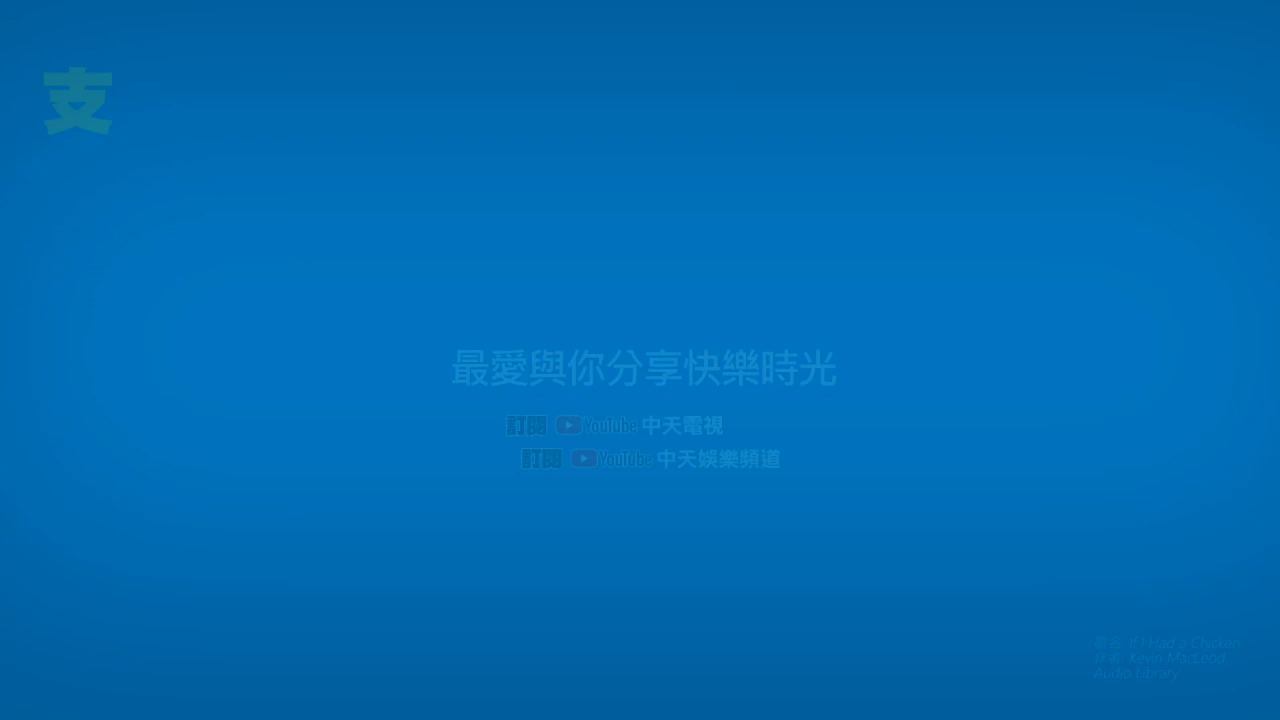 支
最愛與你分享快樂時光
訂閱 YouTube 中天電視
訂閱 YouTube 中天娛樂頻道
歌名: If I Had a Chicken
作者: Kevin MacLeod
Audio Library